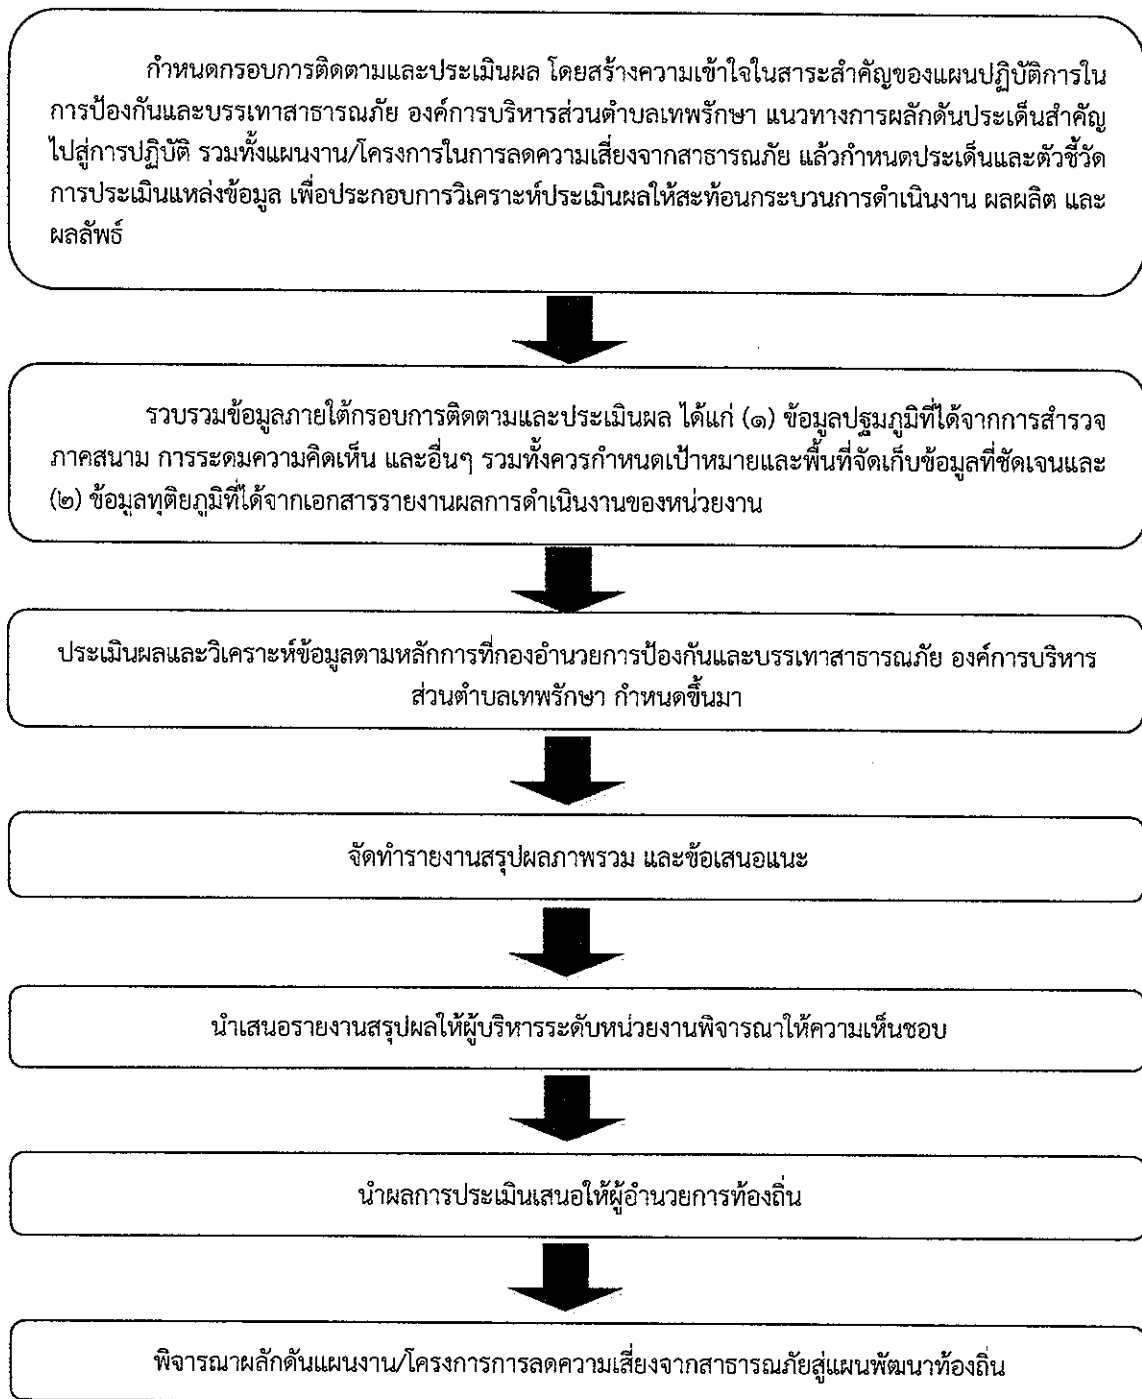 กำหนดกรอบการติดตามและประเมินผล โดยสร้างความเข้าใจในสาระสำคัญของแผนปฏิบัติการใน
การป้องกันและบรรเทาสาธารณภัย องค์การบริหารส่วนตำบลเทพรักษา แนวทางการผลักดันประเด็นสำคัญ
ไปสู่การปฏิบัติ รวมทั้งแผนงาน/โครงการในการลดความเสี่ยงจากสาธารณภัย แล้วกำหนดประเด็นและตัวชี้วัด
การประเมินแหล่งข้อมูล เพื่อประกอบการวิเคราะห์ประเมินผลให้สะท้อนกระบวนการดำเนินงาน ผลผลิต และ
ผลลัพธ์
รวบรวมข้อมูลภายใต้กรอบการติดตามและประเมินผล ได้แก่ (๑) ข้อมูลปฐมภูมิที่ได้จากการสำรวจ
ภาคสนาม การระดมความคิดเห็น และอื่นๆ รวมทั้งควรกำหนดเป้าหมายและพื้นที่จัดเก็บข้อมูลที่ชัดเจนและ
(๒) ข้อมูลทุติยภูมิที่ได้จากเอกสารรายงานผลการดำเนินงานของหน่วยงาน
ประเมินผลและวิเคราะห์ข้อมูลตามหลักการที่กองอำนวยการป้องกันและบรรเทาสาธารณภัย องค์การบริหาร
ส่วนตำบลเทพรักษา กำหนดขึ้นมา
จัดทำรายงานสรุปผลภาพรวม และข้อเสนอแนะ
นำเสนอรายงานสรุปผลให้ผู้บริหารระดับหน่วยงานพิจารณาให้ความเห็นชอบ
นำผลการประเมินเสนอให้ผู้อำนวยการท้องถิ่น
พิจารณาผลักดันแผนงาน/โครงการการลดความเสี่ยงจากสาธารณภัยสู่แผนพัฒนาท้องถิ่น